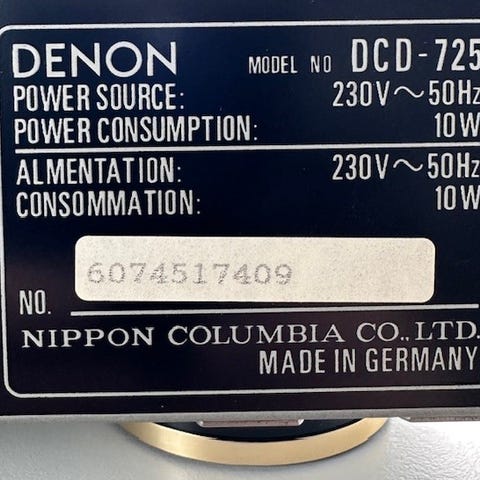 DENON MODEL NO DCD-725
POWER SOURCE: 230V～50Hz
POWER CONSUMPTION: 10W
ALMENTATION: 230V～50Hz
CONSOMMATION: 10W
6074517409
NO.
NIPPON COLUMBIA CO.,LTD.
MADE IN GERMANY